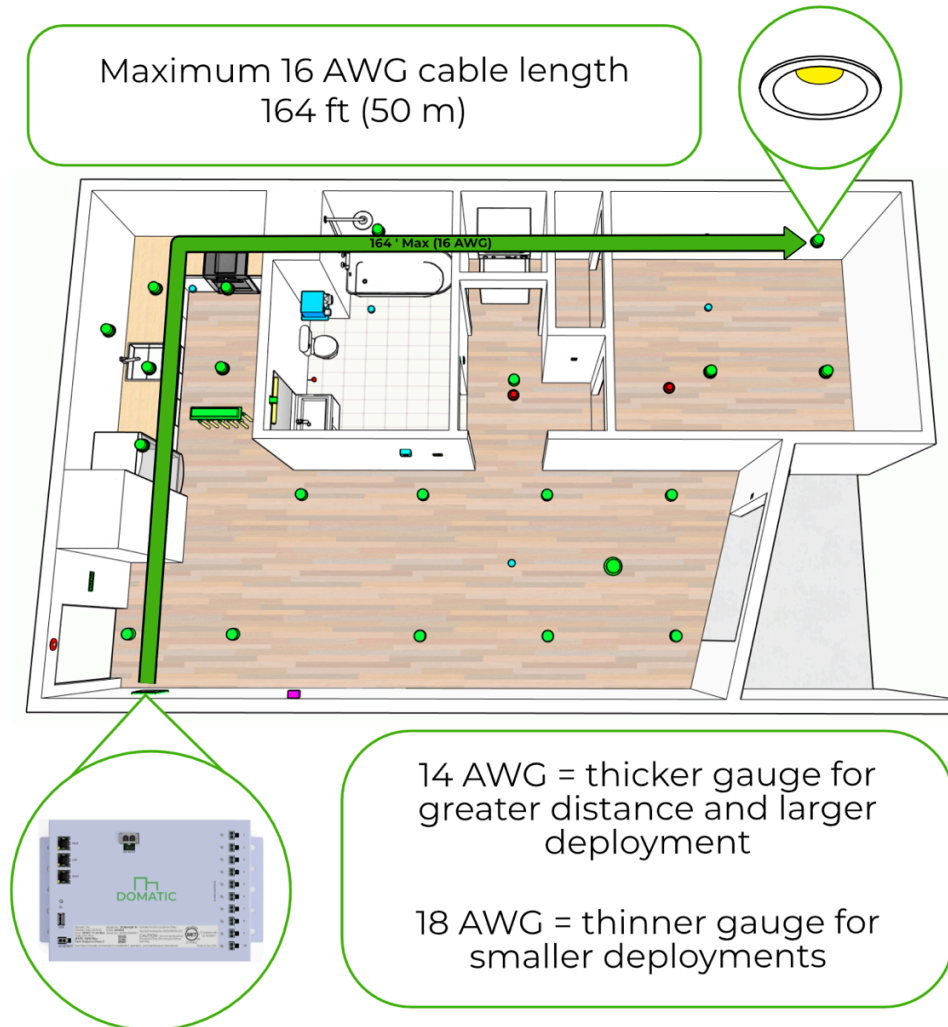 Maximum 16 AWG cable length
164 ft (50 m)
164 ' Max (16 AWG)
DOMATIC
14 AWG = thicker gauge for
greater distance and larger
deployment
18 AWG = thinner gauge for
smaller deployments